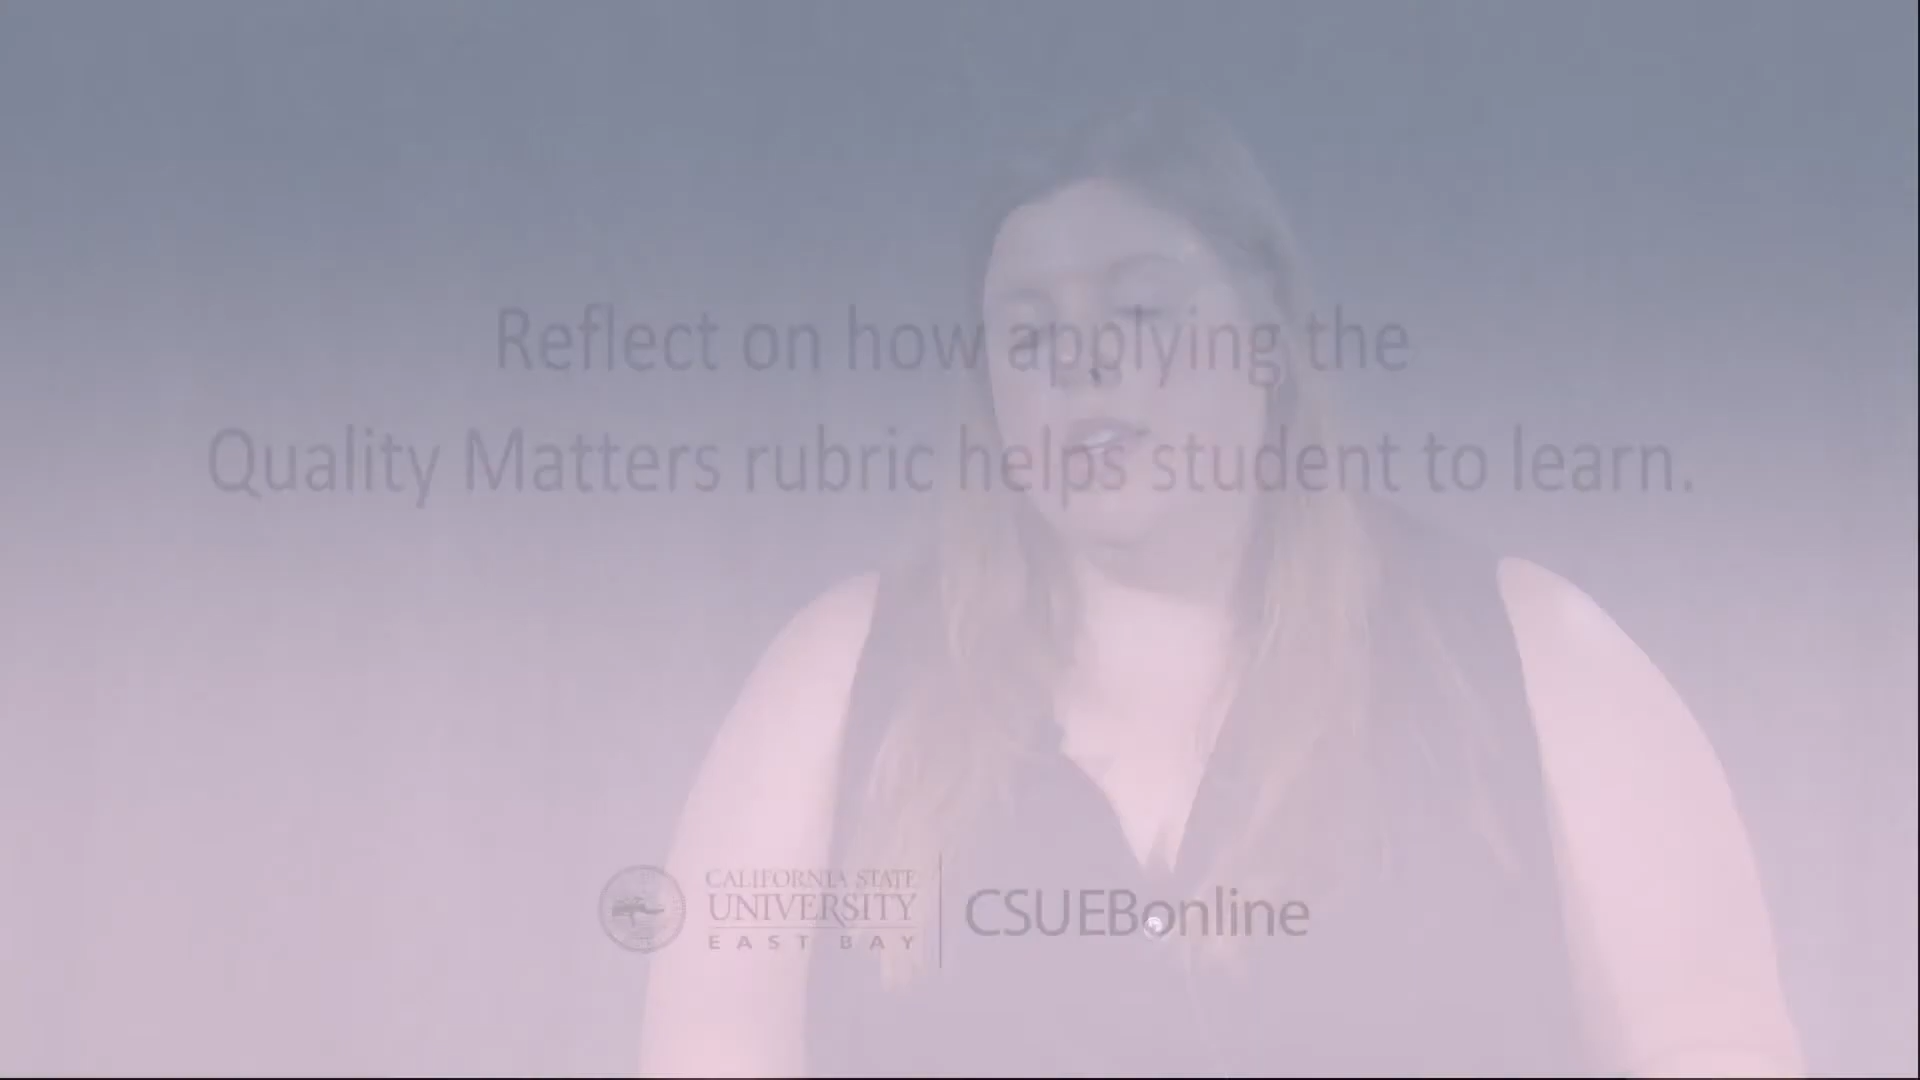 Reflect on how applying the
Quality Matters rubric helps student to learn.
CALIFORNIA STATE
UNIVERSITY
EAST BAY
CSUEBonline